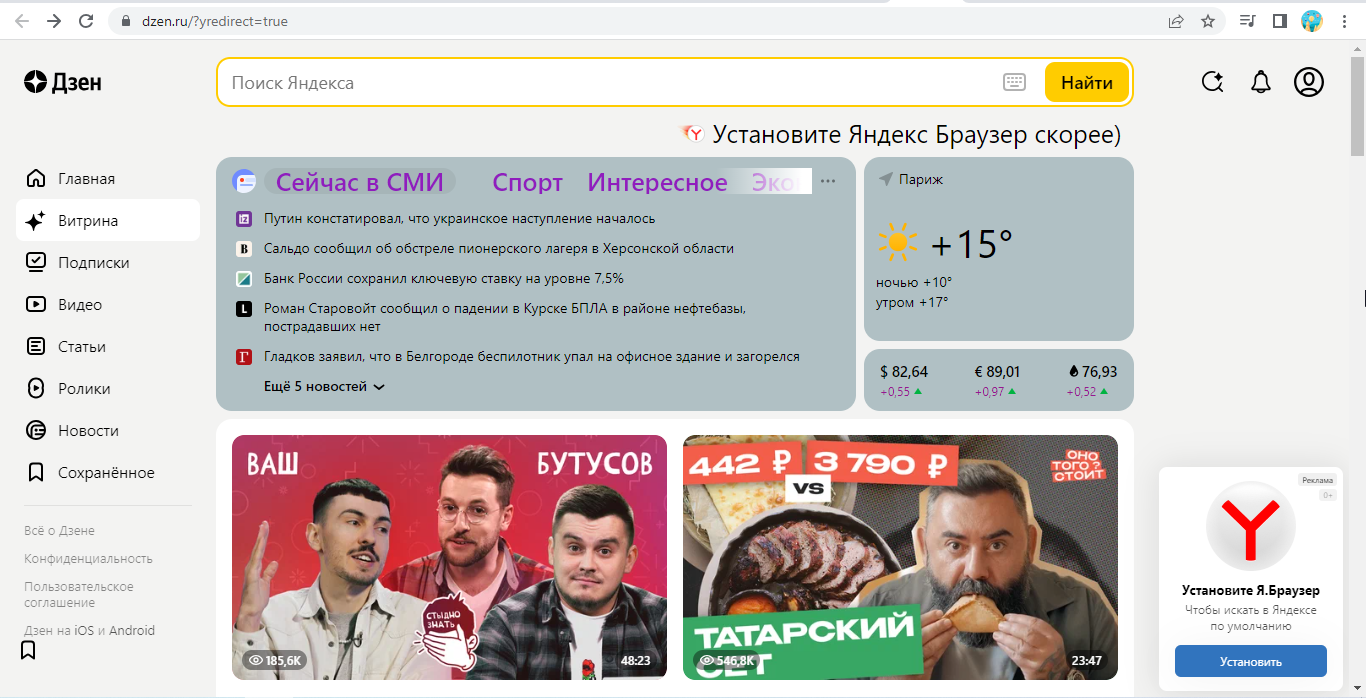 dzen.ru/?yredirect=true
Дзен
Поиск Яндекса
Найти
Установите Яндекс Браузер скорее)
Главная
Витрина
Подписки
Видео
Статьи
Ролики
Новости
Сохранённое
Всё о Дзене
Конфиденциальность
Пользовательское
соглашение
Дзен на iOS и Android
Сейчас в СМИ Спорт Интересное Эко
Путин констатировал, что украинское наступление началось
Сальдо сообщил об обстреле пионерского лагеря в Херсонской области
Банк России сохранил ключевую ставку на уровне 7,5%
Роман Старовойт сообщил о падении в Курске БПЛА в районе нефтебазы,
пострадавших нет
Гладков заявил, что в Белгороде беспилотник упал на офисное здание и загорелся
Ещё 5 новостей
Париж
+15°
ночью +10°
утром +17°
$ 82,64 € 89,01 76,93
+0,55 +0,97 +0,52
ВАШ БУТУСОВ
СТЫДНО
ЗНАТЬ
185,6K 48:23
442 ₽ 3 790 ₽
VS
ОНО
ТОГО?
СТОИТ
ТАТАРСКИЙ
СЕТ
546,8K 23:47
Реклама
0+
Y
Установите Я.Браузер
Чтобы искать в Яндексе
по умолчанию
Установить